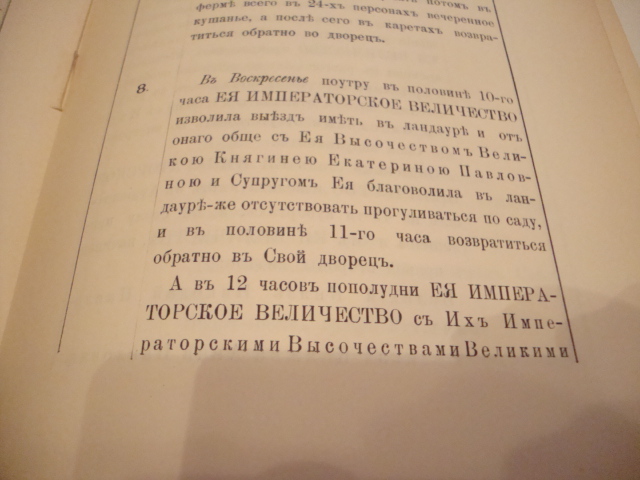 потомъ въ
фермѣ всего въ 24-хъ персонахъ вечеренное
кушанье, а послѣ сего въ каретахъ возвра-
титься обратно во дворецъ.
8. Въ Воскресенье поутру въ половинѣ 10-го
часа ЕЯ ИМПЕРАТОРСКОЕ ВЕЛИЧЕСТВО
изволила выѣздъ имѣть въ ландаурѣ и отъ
онаго обще съ Ея Высочествомъ Вели-
кою Княгинею Екатериною Павлов-
ною и Супругомъ Ея благоволила въ лан-
даурѣ-же отсутствовать прогуливаться по саду,
и въ половинѣ 11-го часа возвратиться
обратно въ Свой дворецъ.
А въ 12 часовъ пополудни ЕЯ ИМПЕРА-
ТОРСКОЕ ВЕЛИЧЕСТВО съ Ихъ Импе-
раторскими Высочествами Великими